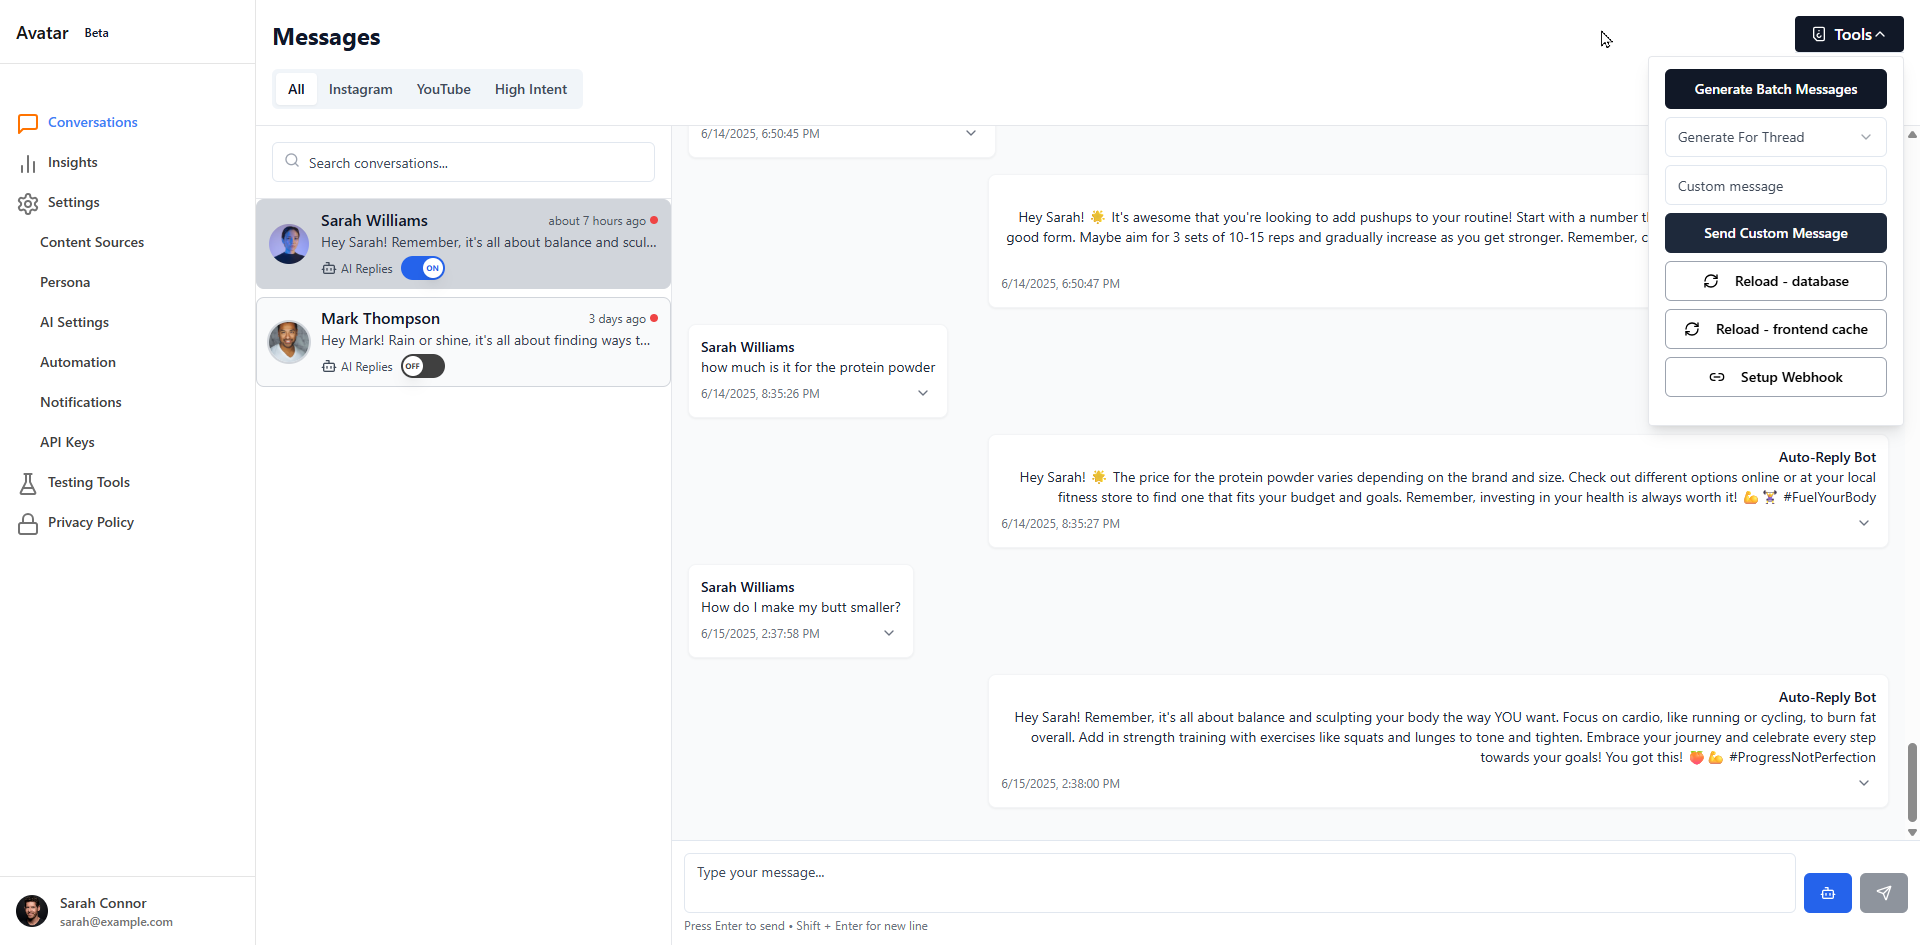 Avatar Beta
Conversations
Insights
Settings
Content Sources
Persona
AI Settings
Automation
Notifications
API Keys
Testing Tools
Privacy Policy
Sarah Connor
sarah@example.com
Messages
All Instagram YouTube High Intent
Search conversations...
Sarah Williams about 7 hours ago
Hey Sarah! Remember, it's all about balance and scul...
AI Replies ON
Mark Thompson 3 days ago
Hey Mark! Rain or shine, it's all about finding ways t...
AI Replies OFF
6/14/2025, 6:50:45 PM
Hey Sarah! 🌟 It's awesome that you're looking to add pushups to your routine! Start with a number t
good form. Maybe aim for 3 sets of 10-15 reps and gradually increase as you get stronger. Remember, c
6/14/2025, 6:50:47 PM
Sarah Williams
how much is it for the protein powder
6/14/2025, 8:35:26 PM
Auto-Reply Bot
Hey Sarah! 🌟 The price for the protein powder varies depending on the brand and size. Check out different options online or at your local
fitness store to find one that fits your budget and goals. Remember, investing in your health is always worth it! 💪🏋️‍♀️ #FuelYourBody
6/14/2025, 8:35:27 PM
Sarah Williams
How do I make my butt smaller?
6/15/2025, 2:37:58 PM
Auto-Reply Bot
Hey Sarah! Remember, it's all about balance and sculpting your body the way YOU want. Focus on cardio, like running or cycling, to burn fat
overall. Add in strength training with exercises like squats and lunges to tone and tighten. Embrace your journey and celebrate every step
towards your goals! You got this! 🍑💪 #ProgressNotPerfection
6/15/2025, 2:38:00 PM
Type your message...
Press Enter to send • Shift + Enter for new line
Tools
Generate Batch Messages
Generate For Thread
Custom message
Send Custom Message
Reload - database
Reload - frontend cache
Setup Webhook